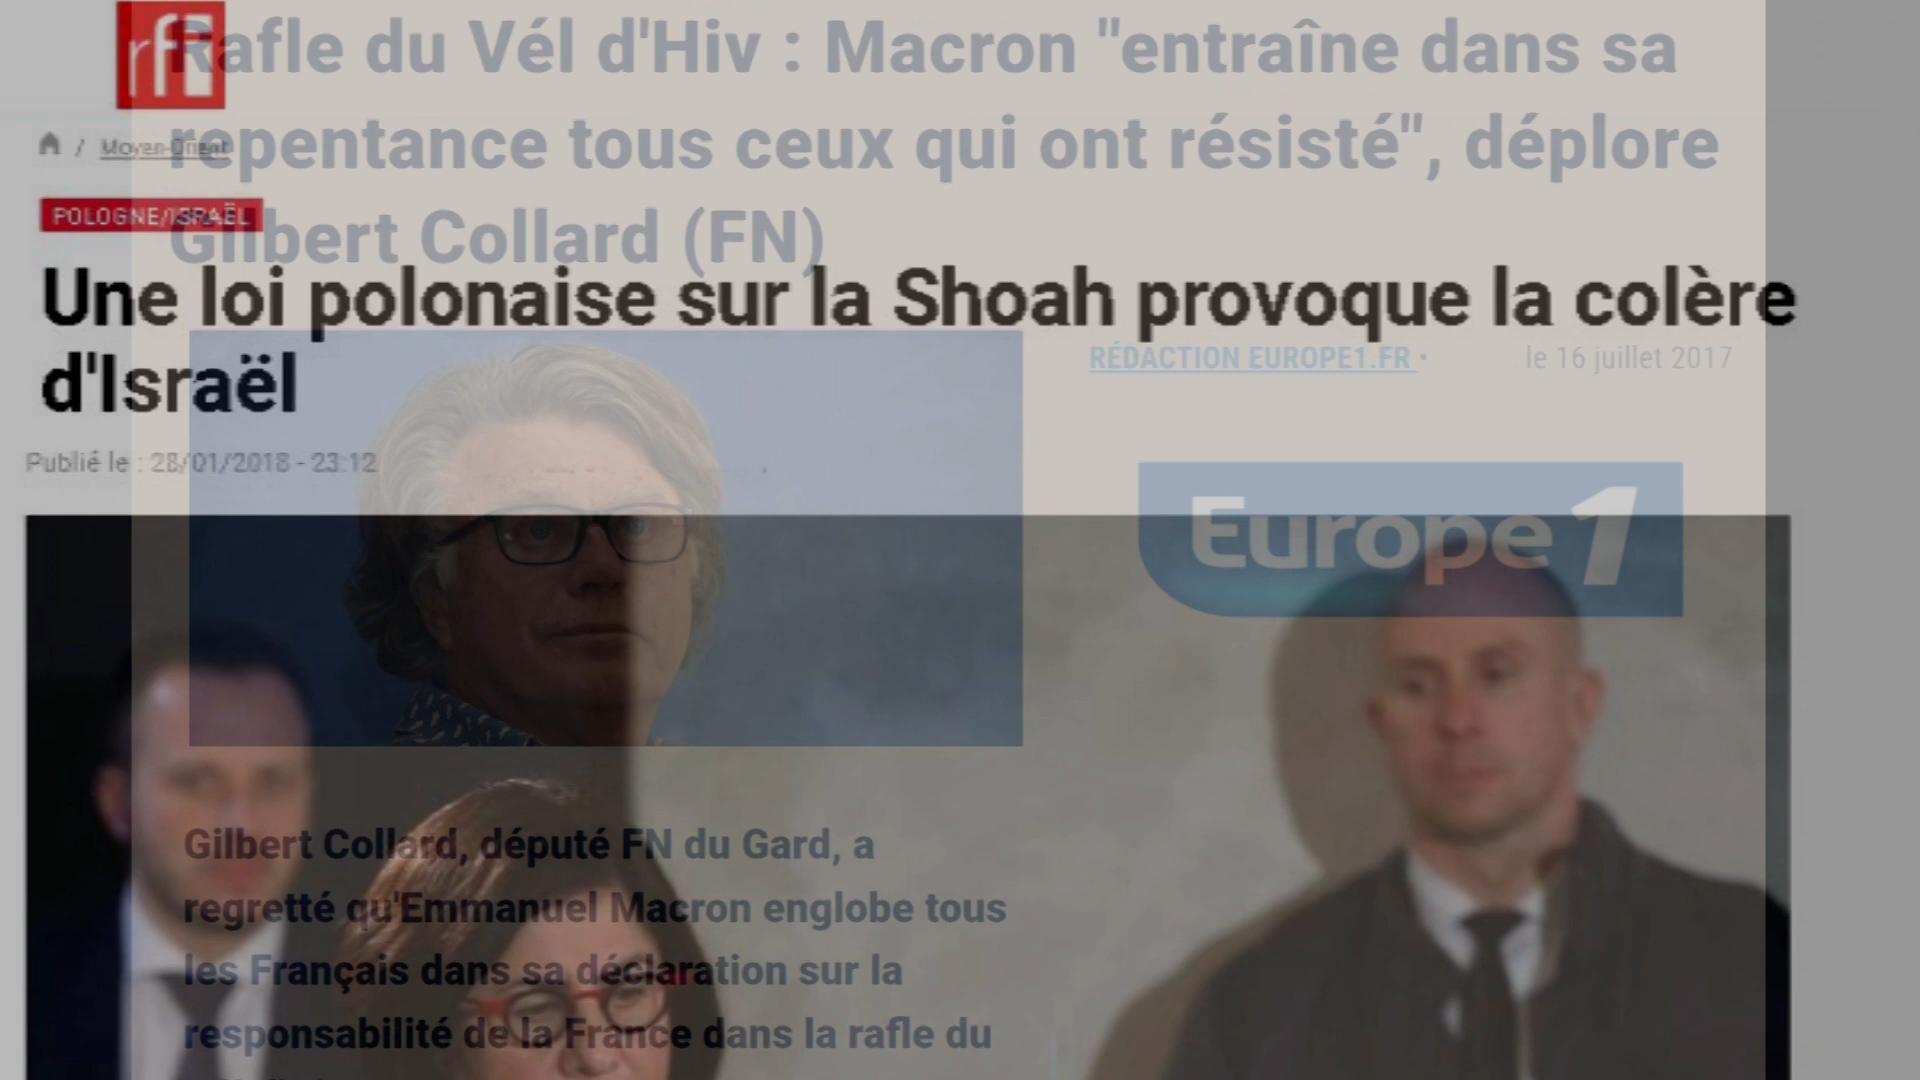 rfi
Rafle du Vél d'Hiv : Macron "entraîne dans sa
repentance tous ceux qui ont résisté", déplore
Gilbert Collard (FN)
/ Moyen-Orient
POLOGNE/ISRAËL
Une loi polonaise sur la Shoah provoque la colère
d'Israël
RÉDACTION EUROPE1.FR •
le 16 juillet 2017
Publié le : 28/01/2018 - 23:12
Europe 1
Gilbert Collard, député FN du Gard, a
regretté qu'Emmanuel Macron englobe tous
les Français dans sa déclaration sur la
responsabilité de la France dans la rafle du